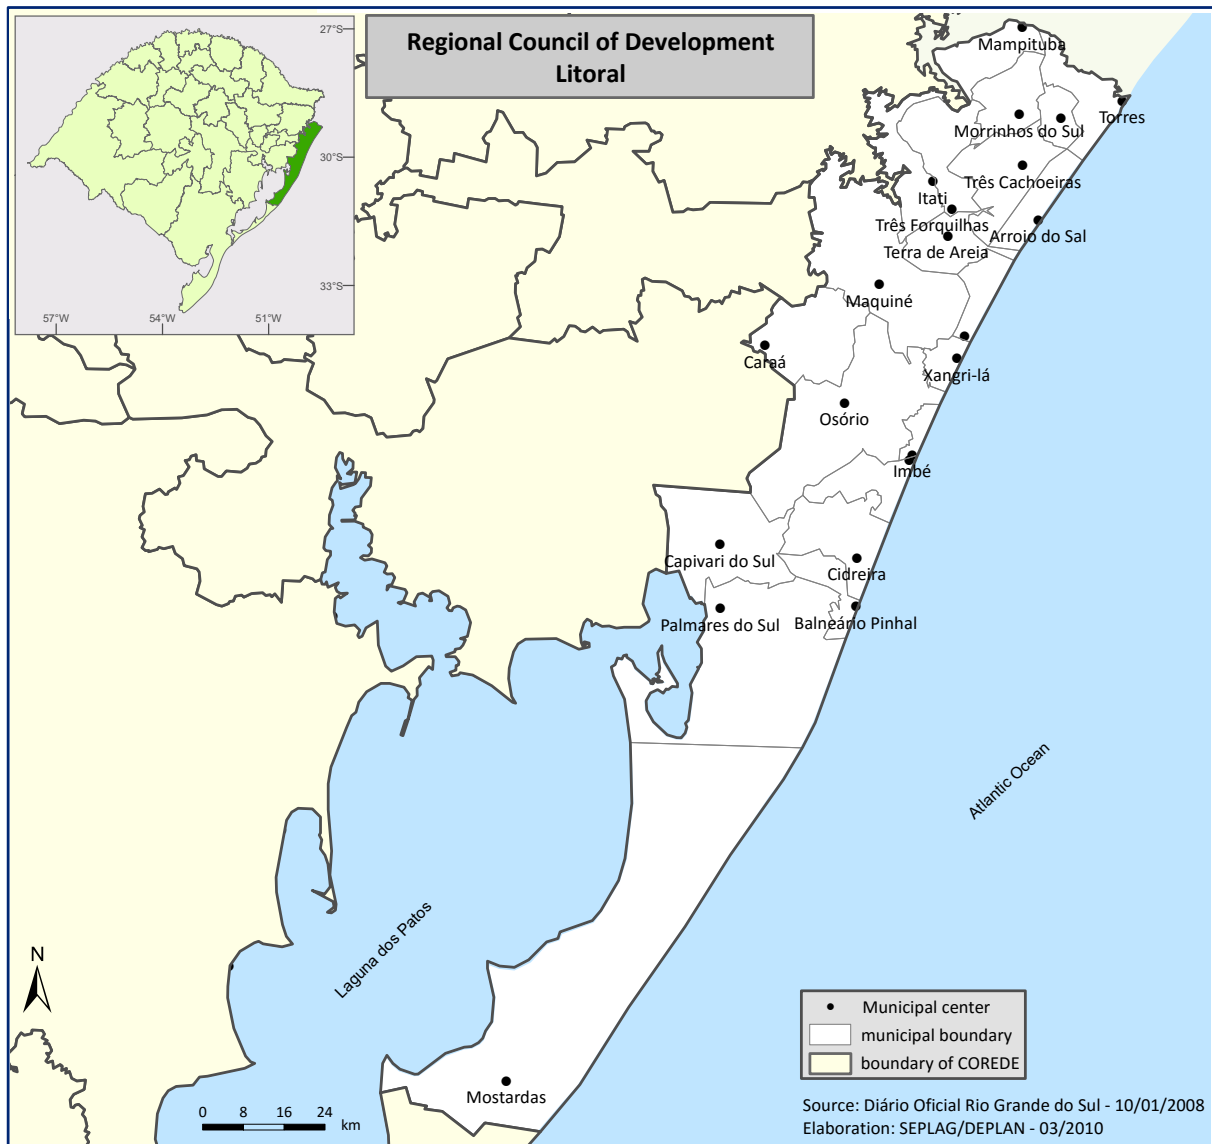 Regional Council of Development
Litoral
27°S
30°S
33°S
57°W
54°W
51°W
Mampituba
Torres
Morrinhos do Sul
Três Cachoeiras
Itati
Três Forquilhas
Arroio do Sal
Terra de Areia
Maquiné
Caraá
Xangri-lá
Osório
Imbé
Capivari do Sul
Cidreira
Palmares do Sul
Balneário Pinhal
Atlantic Ocean
Laguna dos Patos
N
Mostardas
0 8 16 24
km
Municipal center
municipal boundary
boundary of COREDE
Source: Diário Oficial Rio Grande do Sul - 10/01/2008
Elaboration: SEPLAG/DEPLAN - 03/2010